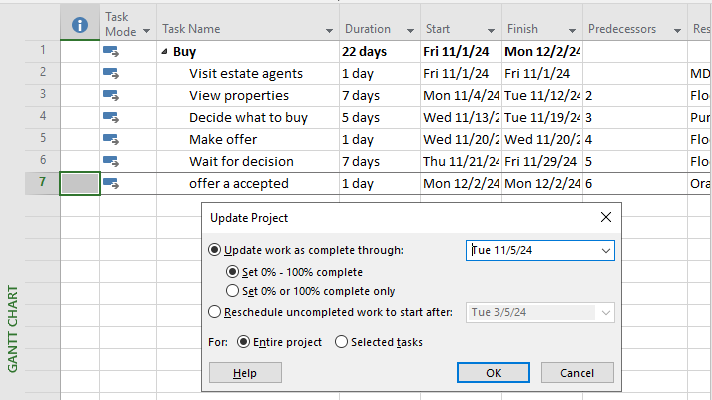 Task Mode Task Name Duration Start Finish Predecessors Res
1 Buy 22 days Fri 11/1/24 Mon 12/2/24
2 Visit estate agents 1 day Fri 11/1/24 Fri 11/1/24 MD
3 View properties 7 days Mon 11/4/24 Tue 11/12/24 2 Floo
4 Decide what to buy 5 days Wed 11/13/2 Tue 11/19/24 3 Pur
5 Make offer 1 day Wed 11/20/2 Wed 11/20/2 4 Floo
6 Wait for decision 7 days Thu 11/21/24 Fri 11/29/24 5 Floo
7 offer a accepted 1 day Mon 12/2/24 Mon 12/2/24 6 Ora
Update Project
Update work as complete through: Tue 11/5/24
Set 0% - 100% complete
Set 0% or 100% complete only
Reschedule uncompleted work to start after: Tue 3/5/24
For: Entire project Selected tasks
Help OK Cancel
GANTT CHART